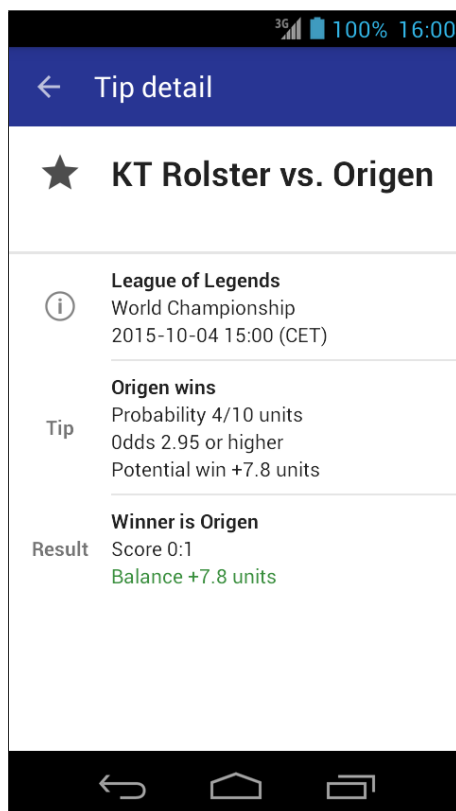 3G 100% 16:00
Tip detail
KT Rolster vs. Origen
League of Legends
World Championship
2015-10-04 15:00 (CET)
Tip
Origen wins
Probability 4/10 units
0dds 2.95 or higher
Potential win +7.8 units
Result
Winner is Origen
Score 0:1
Balance +7.8 units